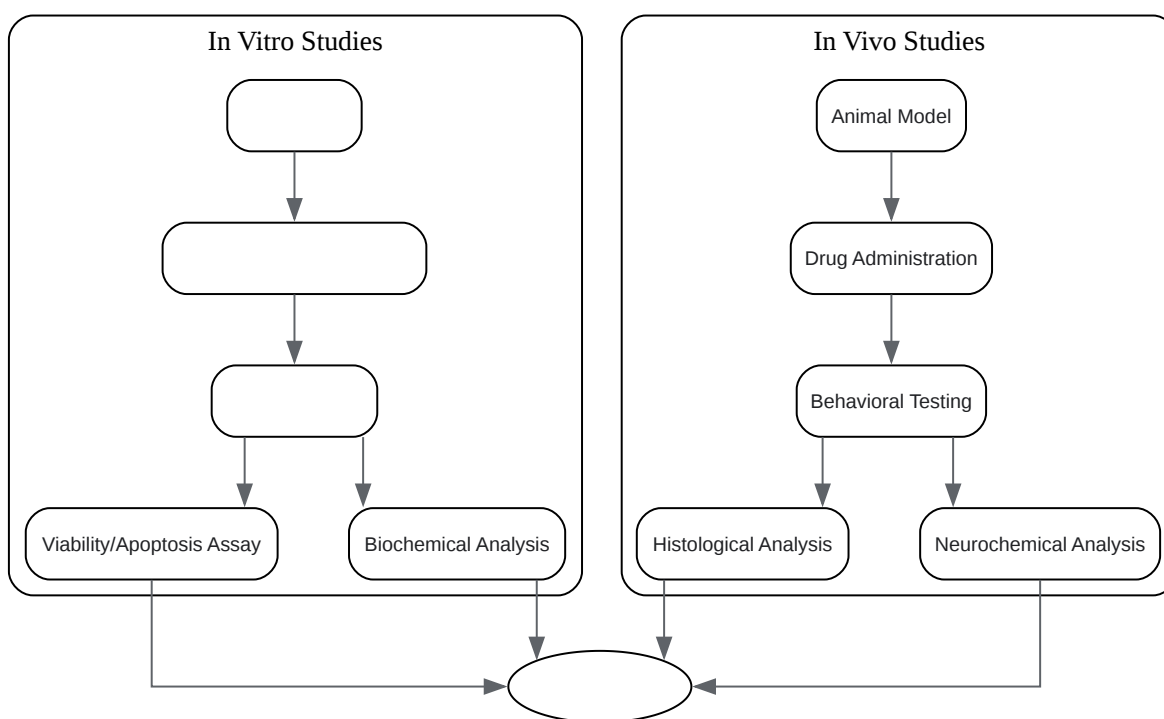 In Vitro Studies
In Vivo Studies
Animal Model
Drug Administration
Behavioral Testing
Viability/Apoptosis Assay
Biochemical Analysis
Histological Analysis
Neurochemical Analysis